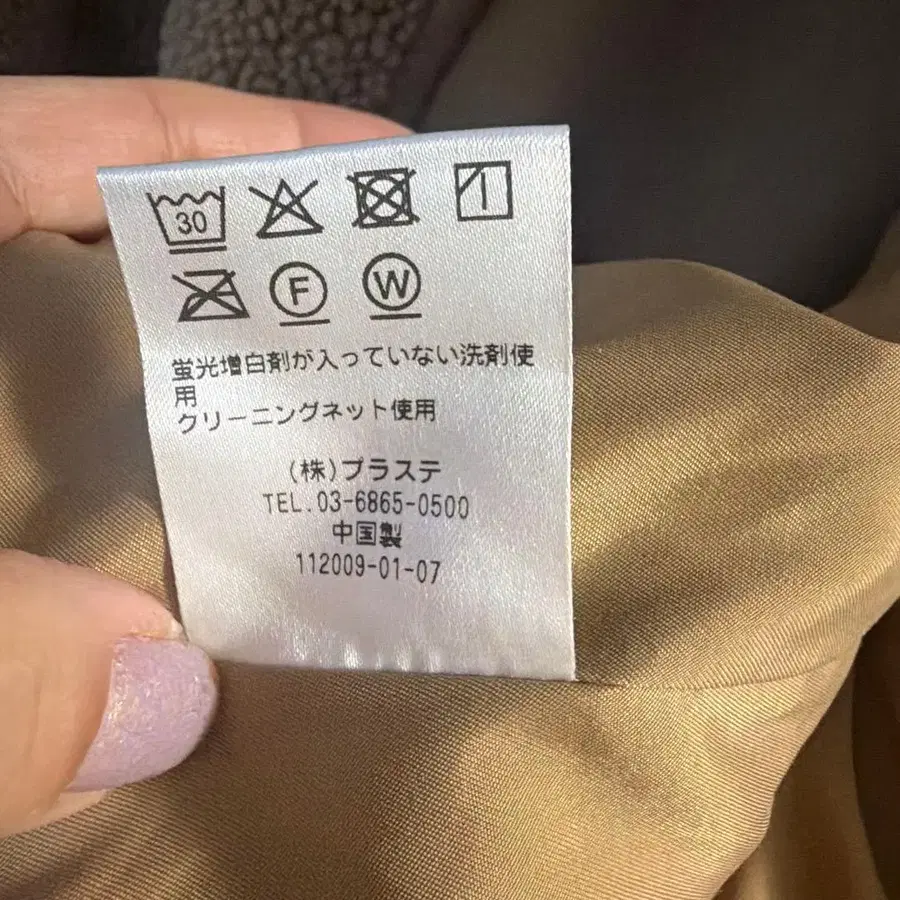 30
F W
蛍光増白剤が入っていない洗剤使
用
クリーニングネット使用
(株)プラステ
TEL.03-6865-0500
中国製
112009-01-07